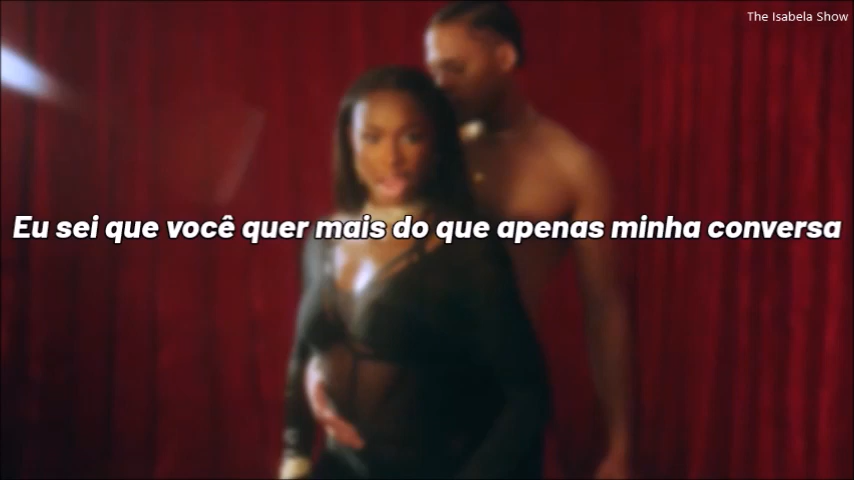 The Isabela Show
Eu sei que você quer mais do que apenas minha conversa